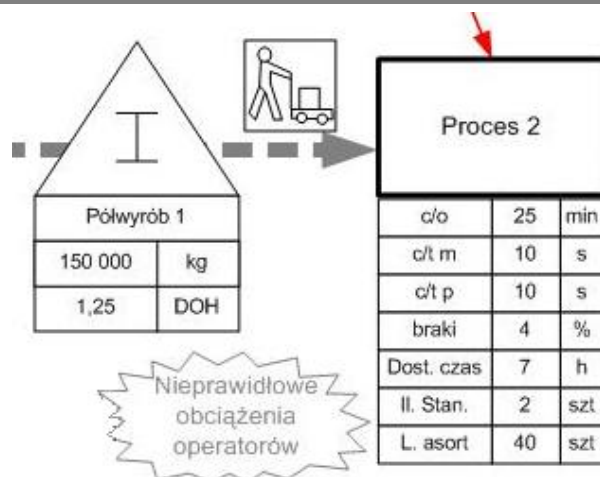 I
Proces 2
Półwyrób 1
150 000 kg
1,25 DOH
c/o 25 min
c/t m 10 s
c/t p 10 s
braki 4 %
Dost. czas 7 h
Il. Stan. 2 szt
L. asort 40 szt
Nieprawidłowe
obciążenia
operatorów